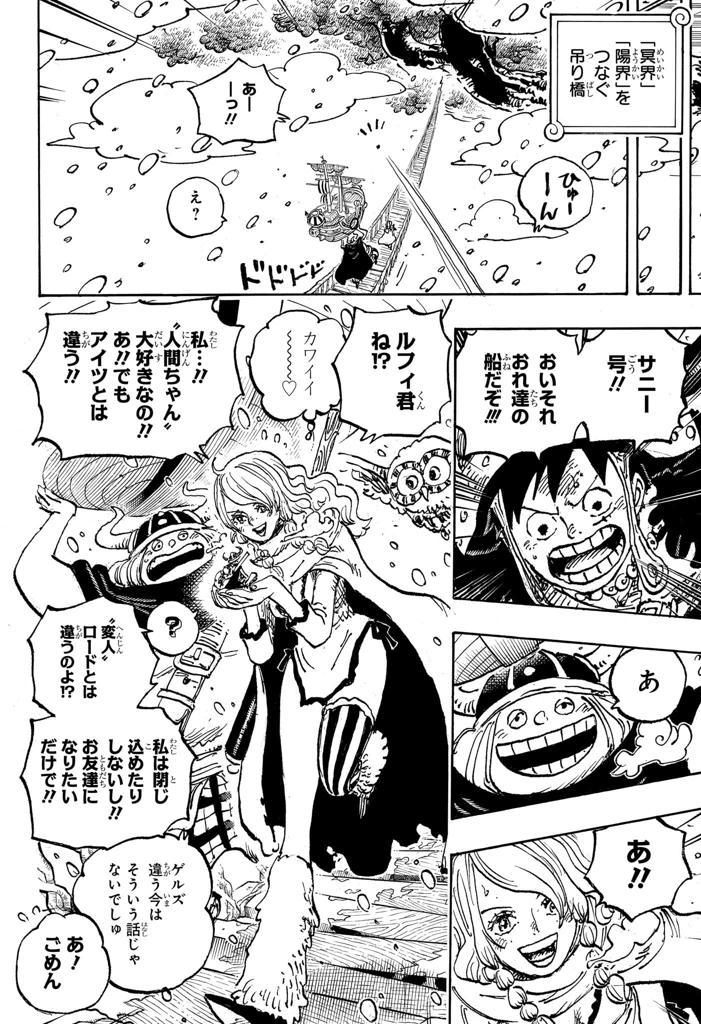 「冥界」
「陽界」を
つなぐ
吊り橋
ひゅー
ーん
あー
ーっ!!
え?
ドドドド
サニー
号!!
おいそれ
おれ達の
船だぞ!!!
あ
あ!!
ルフィ君
ね!?
カワイイ
〜〜〜〜♡
私…!!
"人間ちゃん"
大好きなの!!
あ!!でも
アイツとは
違う!!
?
"変人"
ロードとは
違うのよ!?
私は閉じ
込めたり
しないし!!
お友達に
なりたい
だけで!!
ゲルズ
違う今は
そういう話じゃ
ないでしゅ
あ!
ごめん